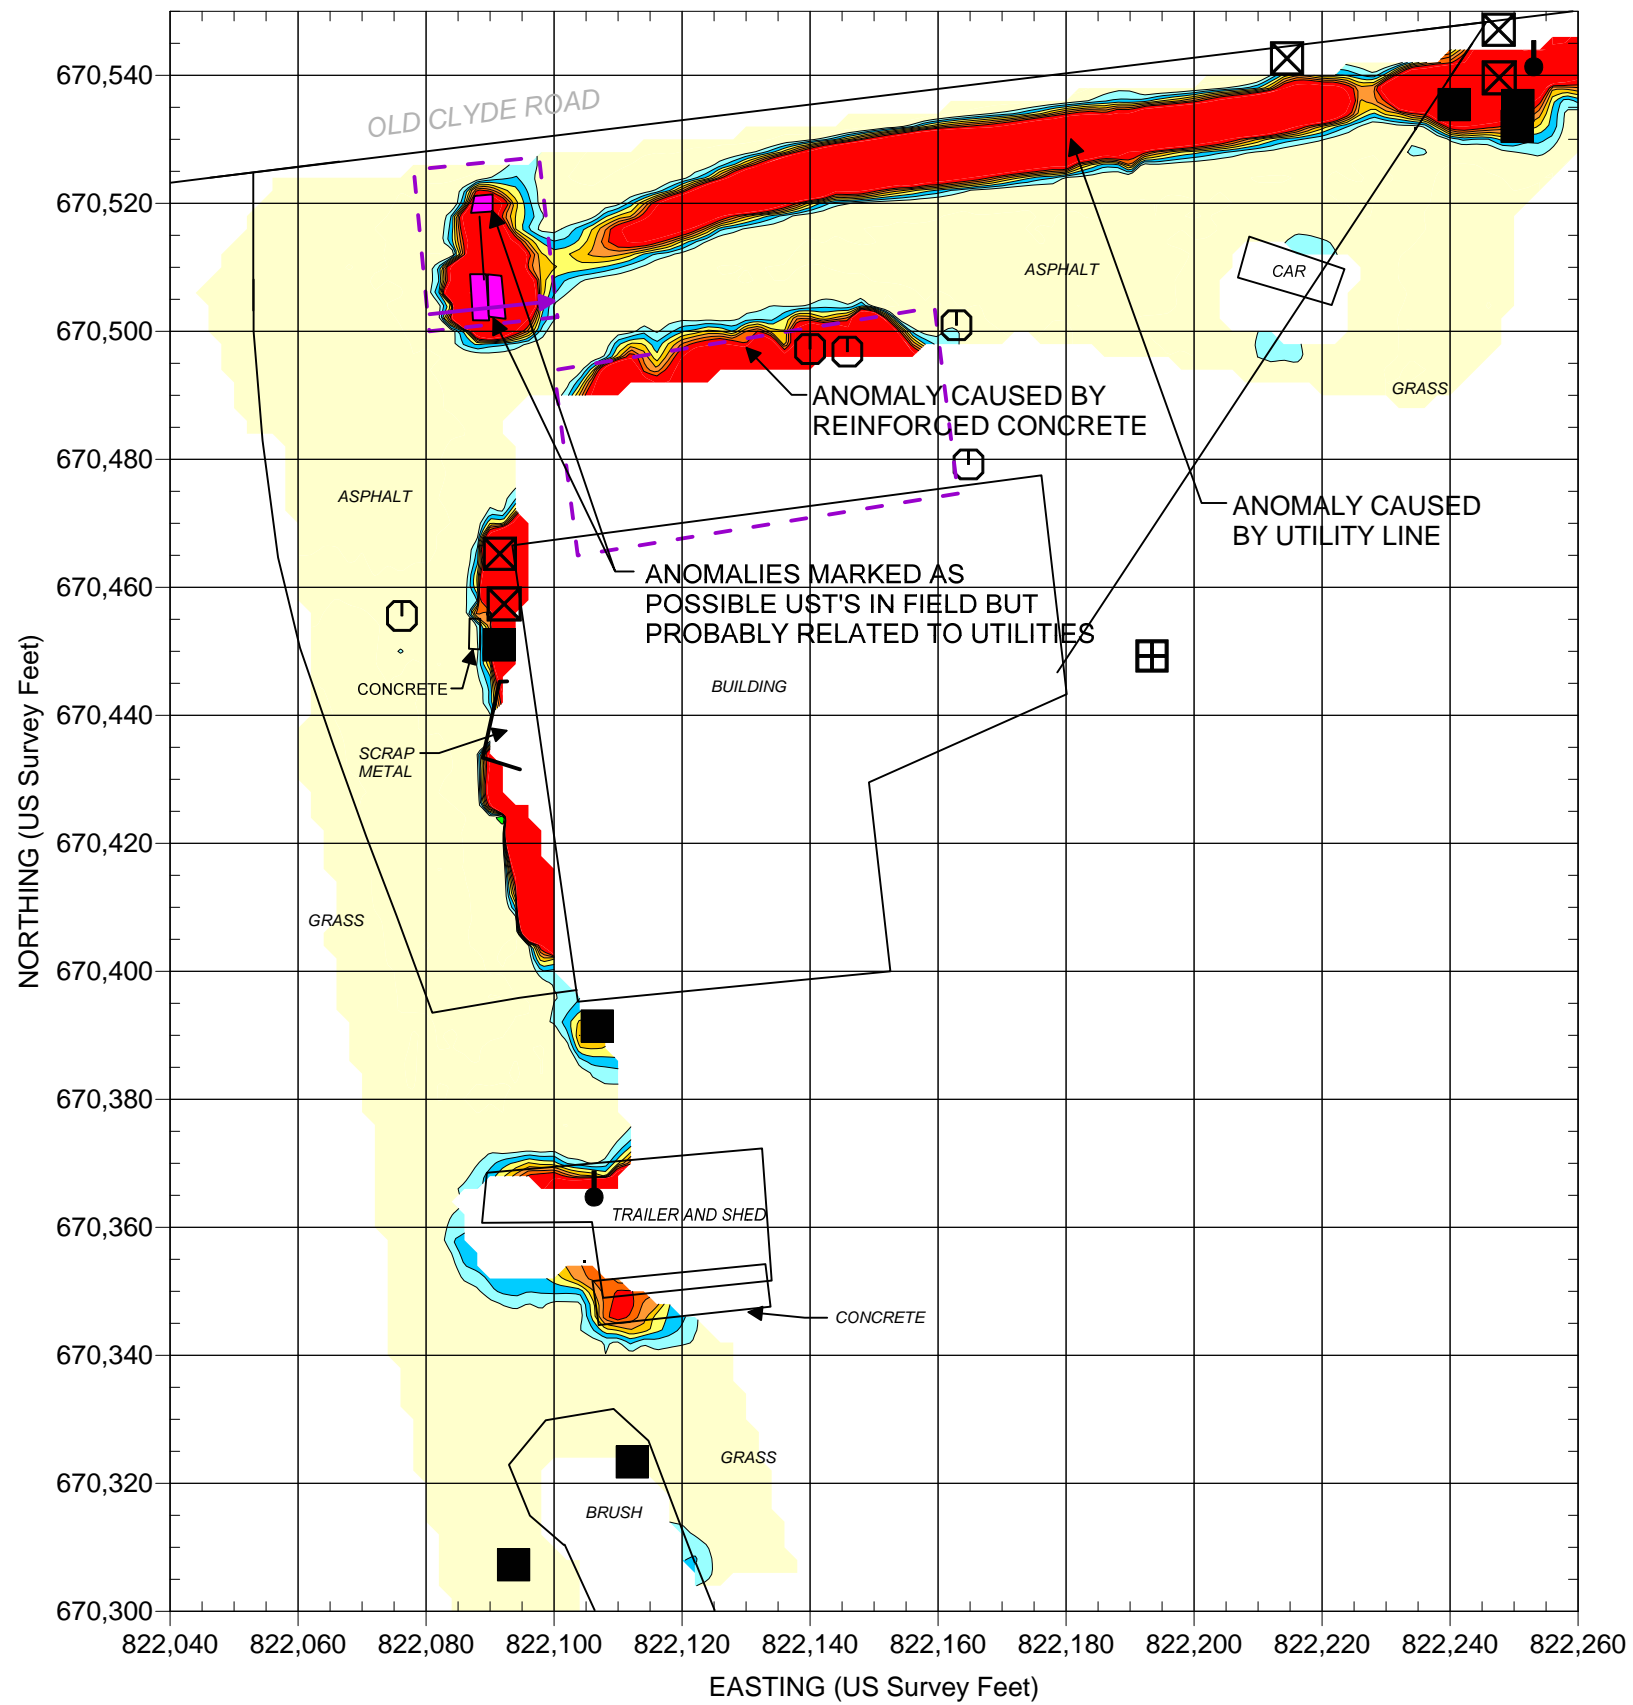 OLD CLYDE ROAD
ASPHALT
CAR
GRASS
ANOMALY CAUSED BY
REINFORCED CONCRETE
ASPHALT
ANOMALY CAUSED
BY UTILITY LINE
ANOMALIES MARKED AS
POSSIBLE UST'S IN FIELD BUT
PROBABLY RELATED TO UTILITIES
CONCRETE
BUILDING
SCRAP
METAL
GRASS
TRAILER AND SHED
CONCRETE
GRASS
BRUSH
NORTHING (US Survey Feet)
670,540
670,520
670,500
670,480
670,460
670,440
670,420
670,400
670,380
670,360
670,340
670,320
670,300
822,040 822,060 822,080 822,100 822,120 822,140 822,160 822,180 822,200 822,220 822,240 822,260
EASTING (US Survey Feet)